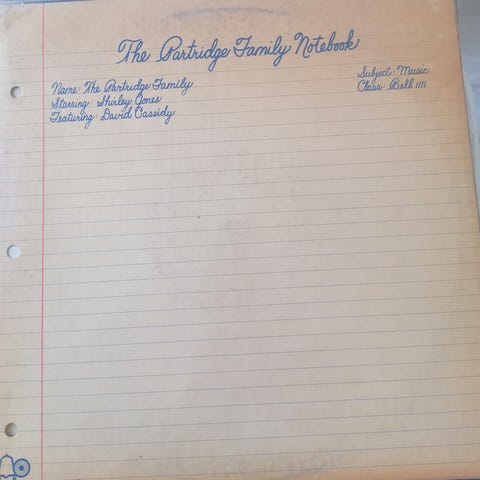 The Partridge Family Notebook
Name: The Partridge Family
Starring: Shirley Jones
Featuring: David Cassidy
Subject: Music
Class: Bell 1111